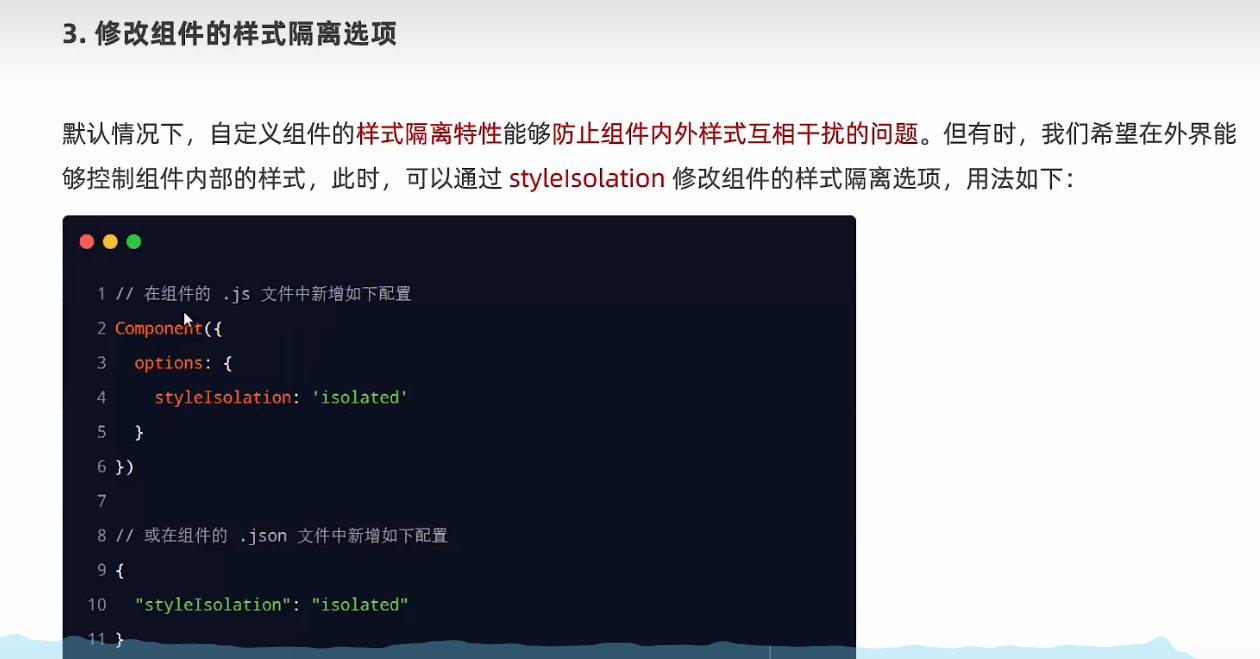 3. 修改组件的样式隔离选项
默认情况下，自定义组件的样式隔离特性能够防止组件内外样式互相干扰的问题。但有时，我们希望在外界能
够控制组件内部的样式，此时，可以通过 styleIsolation 修改组件的样式隔离选项，用法如下：
1 // 在组件的 .js 文件中新增如下配置
2 Component({
3 options: {
4 styleIsolation: 'isolated'
5 }
6 })
7
8 // 或在组件的 .json 文件中新增如下配置
9 {
10 "styleIsolation": "isolated"
11 }